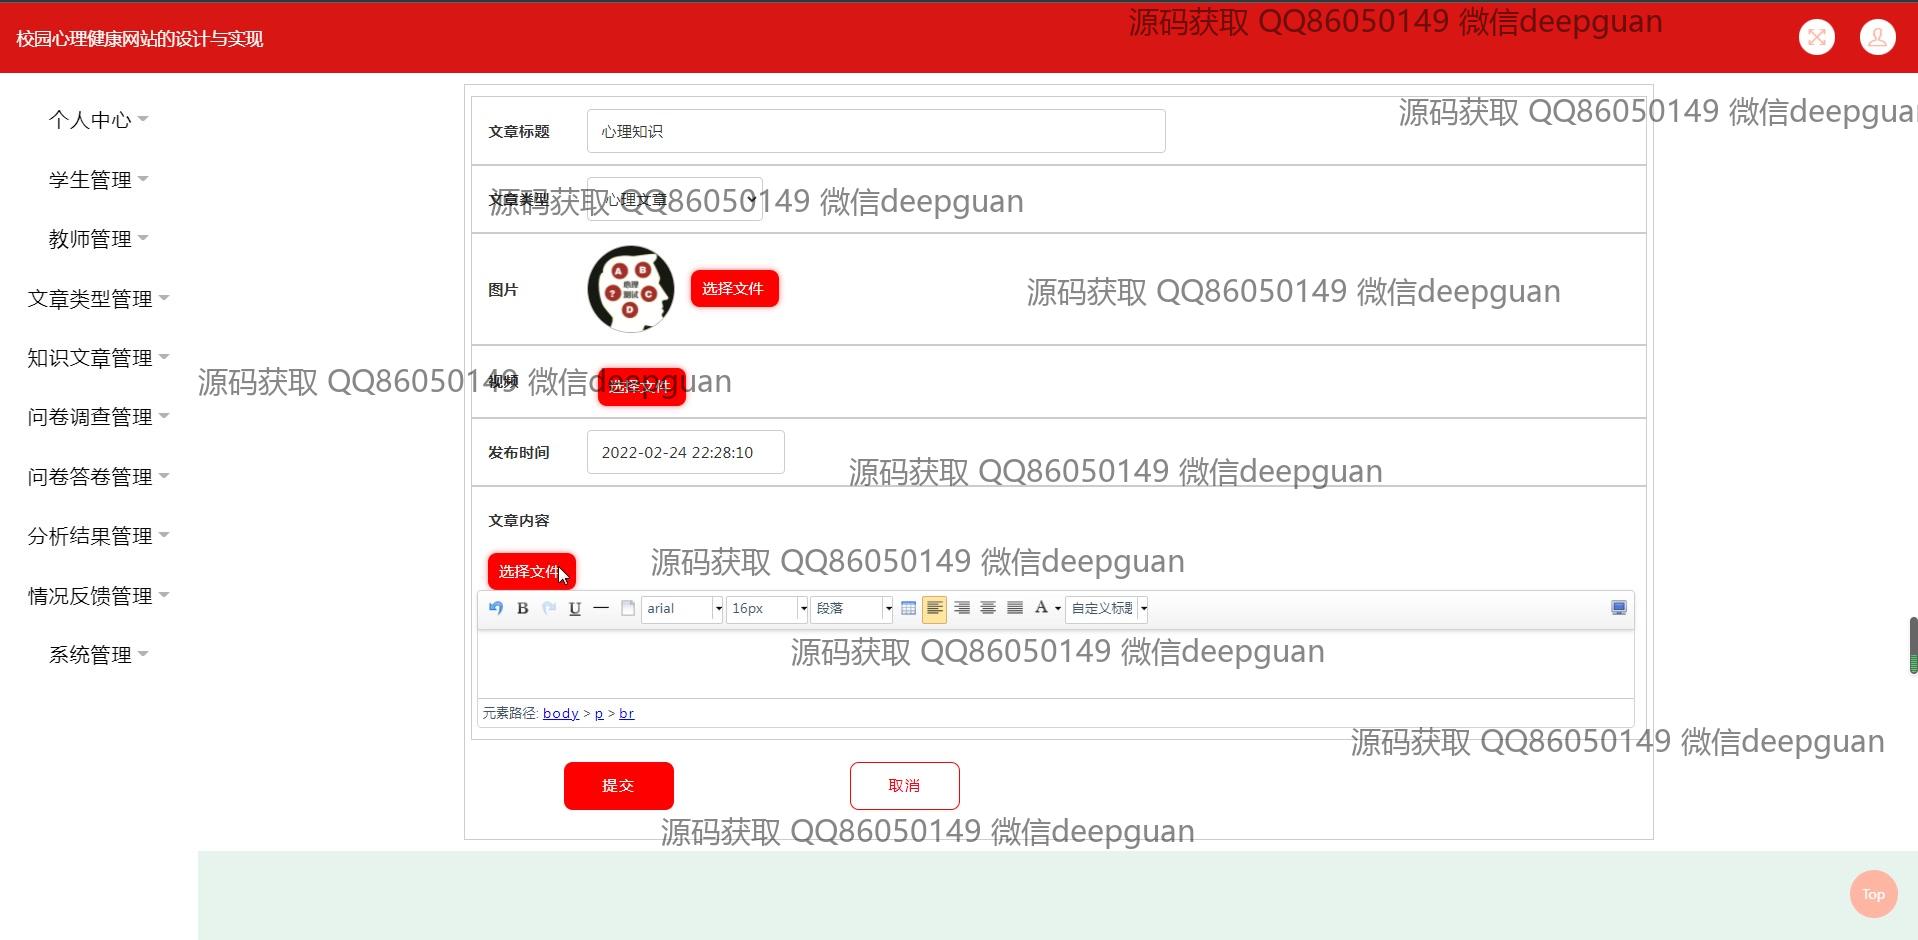 校园心理健康网站的设计与实现
源码获取 QQ86050149 微信deepguan
个人中心
学生管理
教师管理
文章类型管理
知识文章管理
问卷调查管理
问卷答卷管理
分析结果管理
情况反馈管理
系统管理
源码获取 QQ86050149 微信deepguan
文章标题 心理知识
文章类型 心理文章
源码获取 QQ86050149 微信deepguan
图片 选择文件
A B
心理
? 测试 C
D
源码获取 QQ86050149 微信deepguan
视频 选择文件
源码获取 QQ86050149 微信deepguan
发布时间 2022-02-24 22:28:10
源码获取 QQ86050149 微信deepguan
文章内容
选择文件
源码获取 QQ86050149 微信deepguan
B U arial 16px 段落 A 自定义标题
源码获取 QQ86050149 微信deepguan
元素路径: body > p > br
源码获取 QQ86050149 微信deepguan
提交 取消
源码获取 QQ86050149 微信deepguan
Top